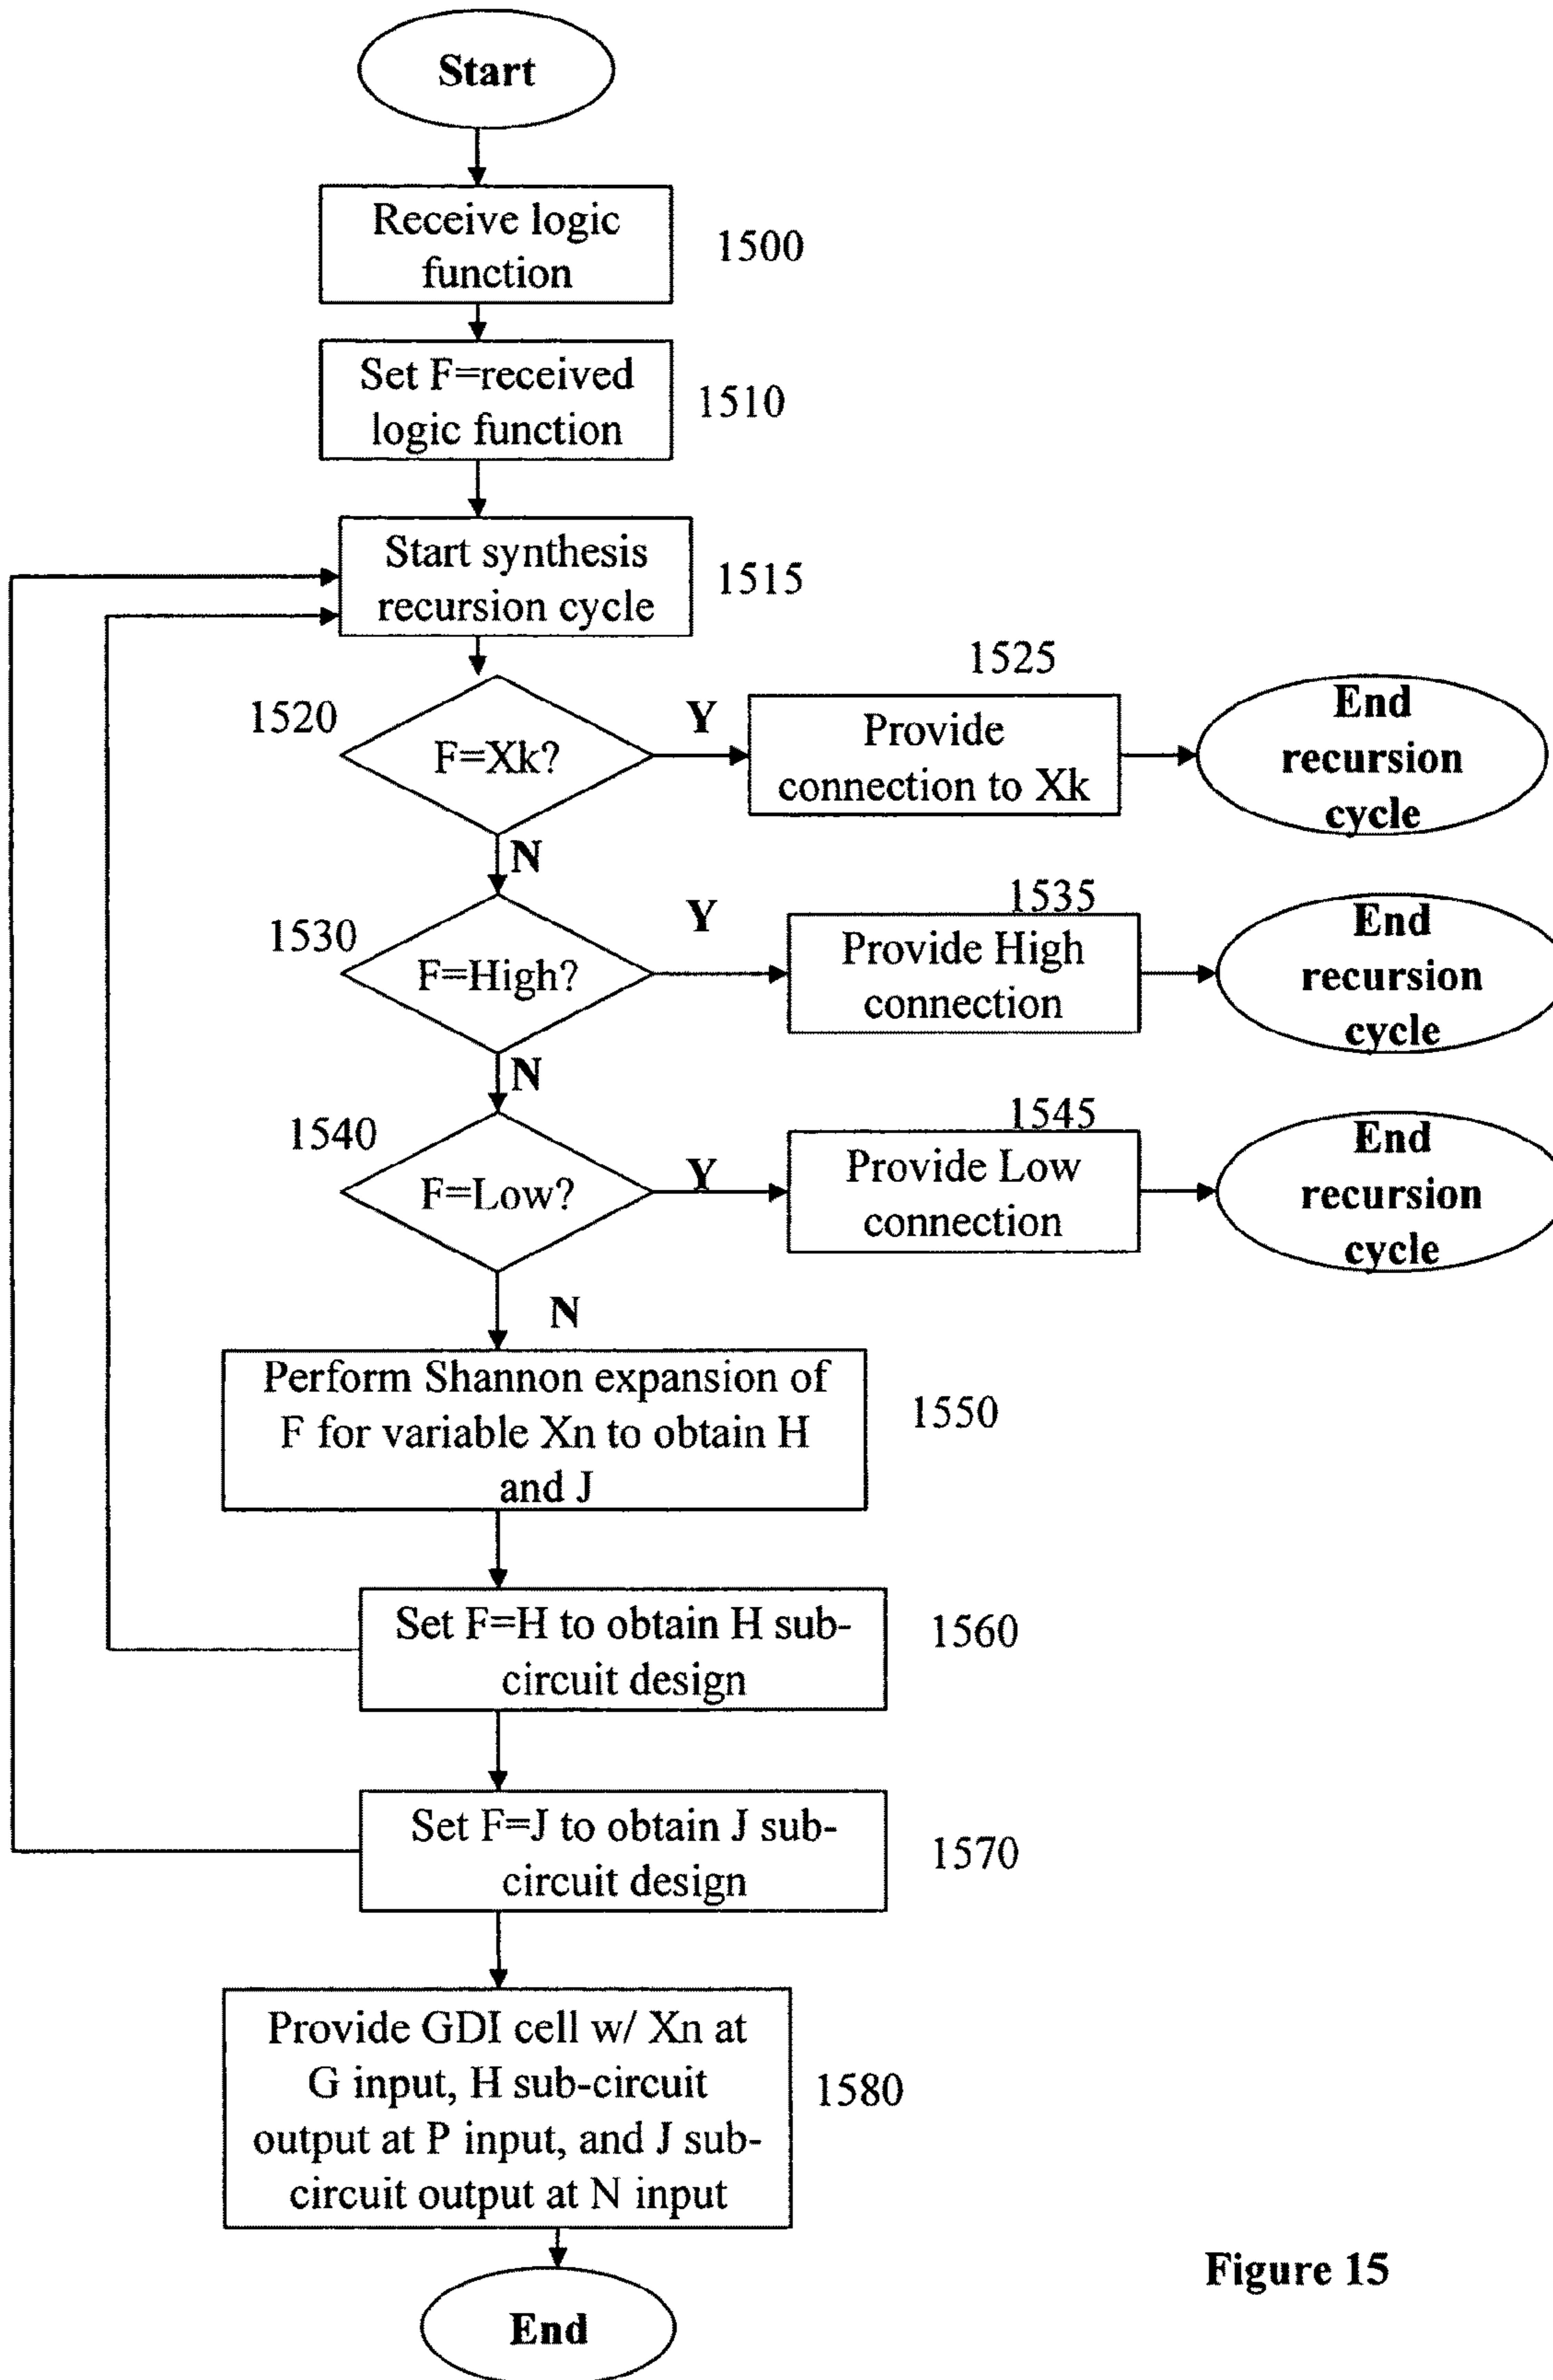 Start
Receive logic
function
1500
Set F=received
logic function
1510
Start synthesis
recursion cycle
1515
1520
F=Xk?
Y
1525
Provide
connection to Xk
End
recursion
cycle
N
1530
F=High?
Y
1535
Provide High
connection
End
recursion
cycle
N
1540
F=Low?
Y
1545
Provide Low
connection
End
recursion
cycle
N
Perform Shannon expansion of
F for variable Xn to obtain H
and J
1550
Set F=H to obtain H sub-
circuit design
1560
Set F=J to obtain J sub-
circuit design
1570
Provide GDI cell w/ Xn at
G input, H sub-circuit
output at P input, and J sub-
circuit output at N input
1580
End
Figure 15